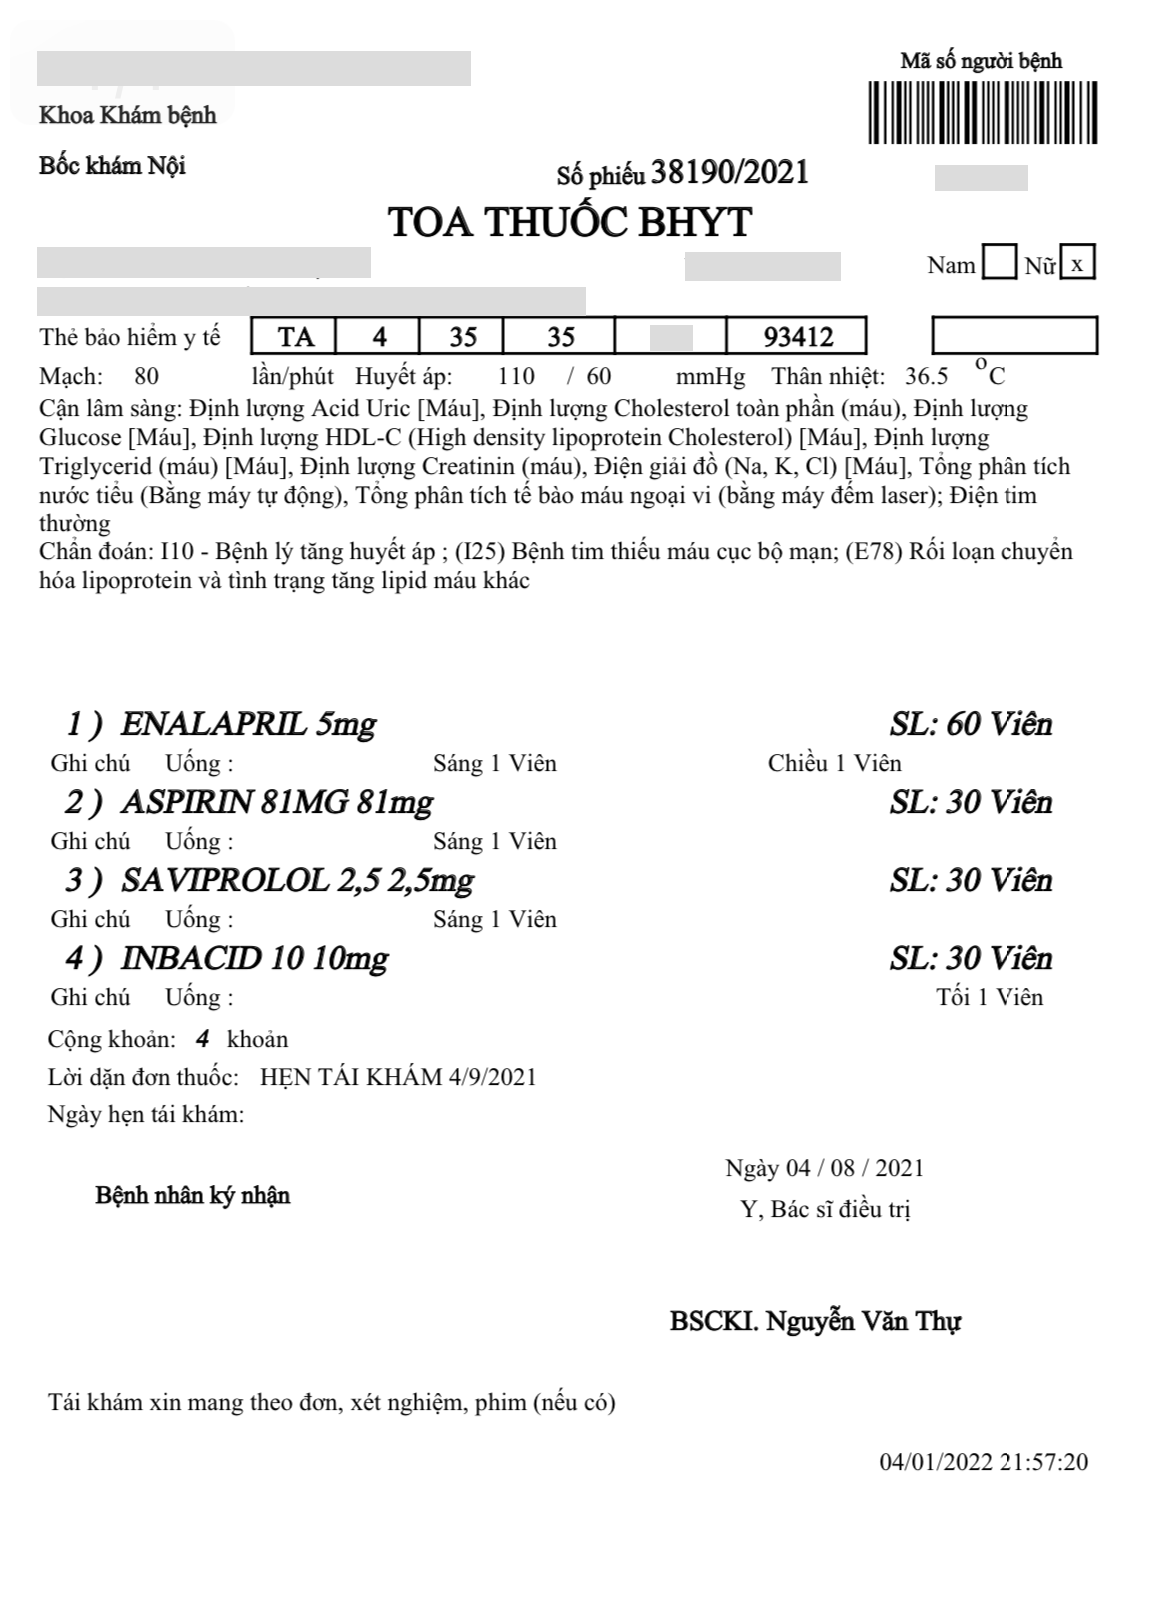 Mã số người bệnh
Khoa Khám bệnh
Bốc khám Nội
Số phiếu 38190/2021
TOA THUỐC BHYT
Nam Nữ x
Thẻ bảo hiểm y tế TA 4 35 35 93412
Mạch: 80 lần/phút Huyết áp: 110 / 60 mmHg Thân nhiệt: 36.5 °C
Cận lâm sàng: Định lượng Acid Uric [Máu], Định lượng Cholesterol toàn phần (máu), Định lượng
Glucose [Máu], Định lượng HDL-C (High density lipoprotein Cholesterol) [Máu], Định lượng
Triglycerid (máu) [Máu], Định lượng Creatinin (máu), Điện giải đồ (Na, K, Cl) [Máu], Tổng phân tích
nước tiểu (Bằng máy tự động), Tổng phân tích tế bào máu ngoại vi (bằng máy đếm laser); Điện tim
thường
Chẩn đoán: I10 - Bệnh lý tăng huyết áp ; (I25) Bệnh tim thiếu máu cục bộ mạn; (E78) Rối loạn chuyển
hóa lipoprotein và tình trạng tăng lipid máu khác
1 ) ENALAPRIL 5mg SL: 60 Viên
Ghi chú Uống : Sáng 1 Viên Chiều 1 Viên
2 ) ASPIRIN 81MG 81mg SL: 30 Viên
Ghi chú Uống : Sáng 1 Viên
3 ) SAVIPROLOL 2,5 2,5mg SL: 30 Viên
Ghi chú Uống : Sáng 1 Viên
4 ) INBACID 10 10mg SL: 30 Viên
Ghi chú Uống : Tối 1 Viên
Cộng khoản: 4 khoản
Lời dặn đơn thuốc: HẸN TÁI KHÁM 4/9/2021
Ngày hẹn tái khám:
Ngày 04 / 08 / 2021
Bệnh nhân ký nhận
Y, Bác sĩ điều trị
BSCKI. Nguyễn Văn Thự
Tái khám xin mang theo đơn, xét nghiệm, phim (nếu có)
04/01/2022 21:57:20